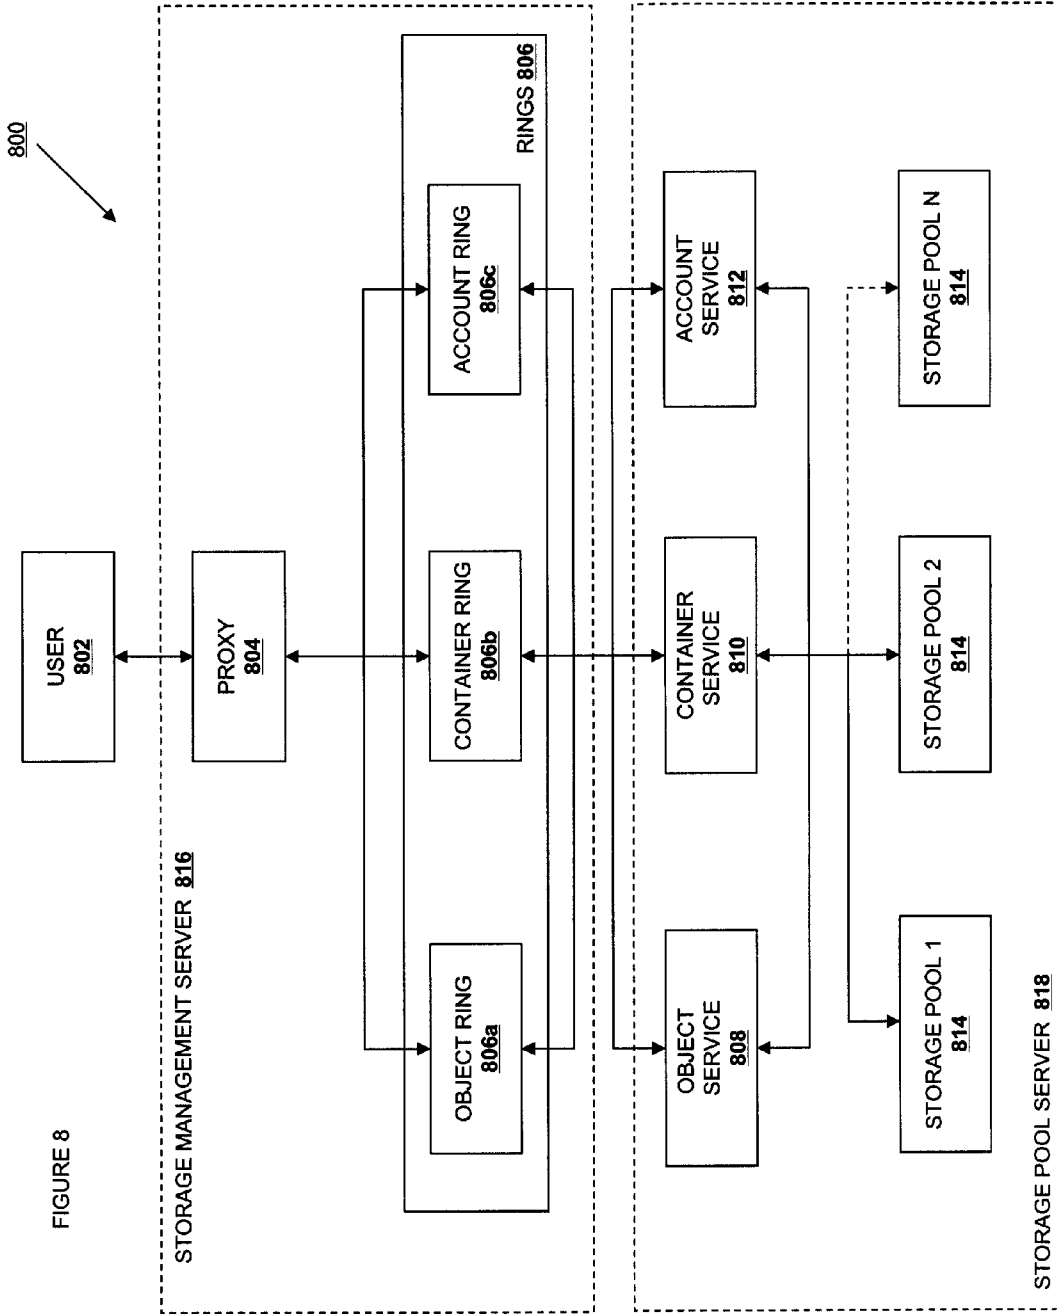 FIGURE 8
800
USER
802
STORAGE MANAGEMENT SERVER 816
PROXY
804
OBJECT RING
806a
CONTAINER RING
806b
ACCOUNT RING
806c
RINGS 806
OBJECT
SERVICE
808
CONTAINER
SERVICE
810
ACCOUNT
SERVICE
812
STORAGE POOL 1
814
STORAGE POOL 2
814
STORAGE POOL N
814
STORAGE POOL SERVER 818